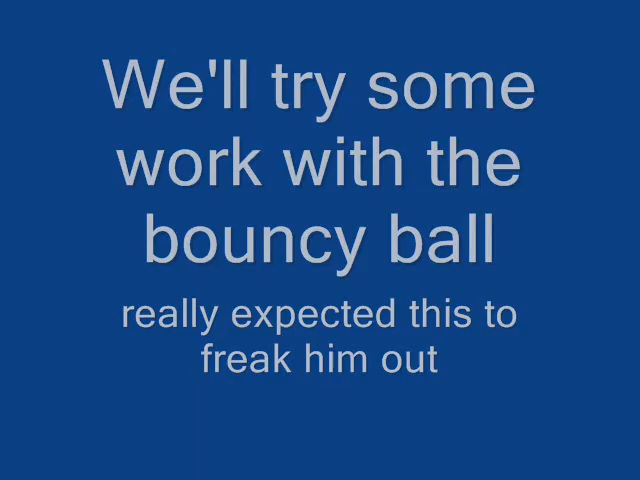 We'll try some
work with the
bouncy ball
really expected this to
freak him out